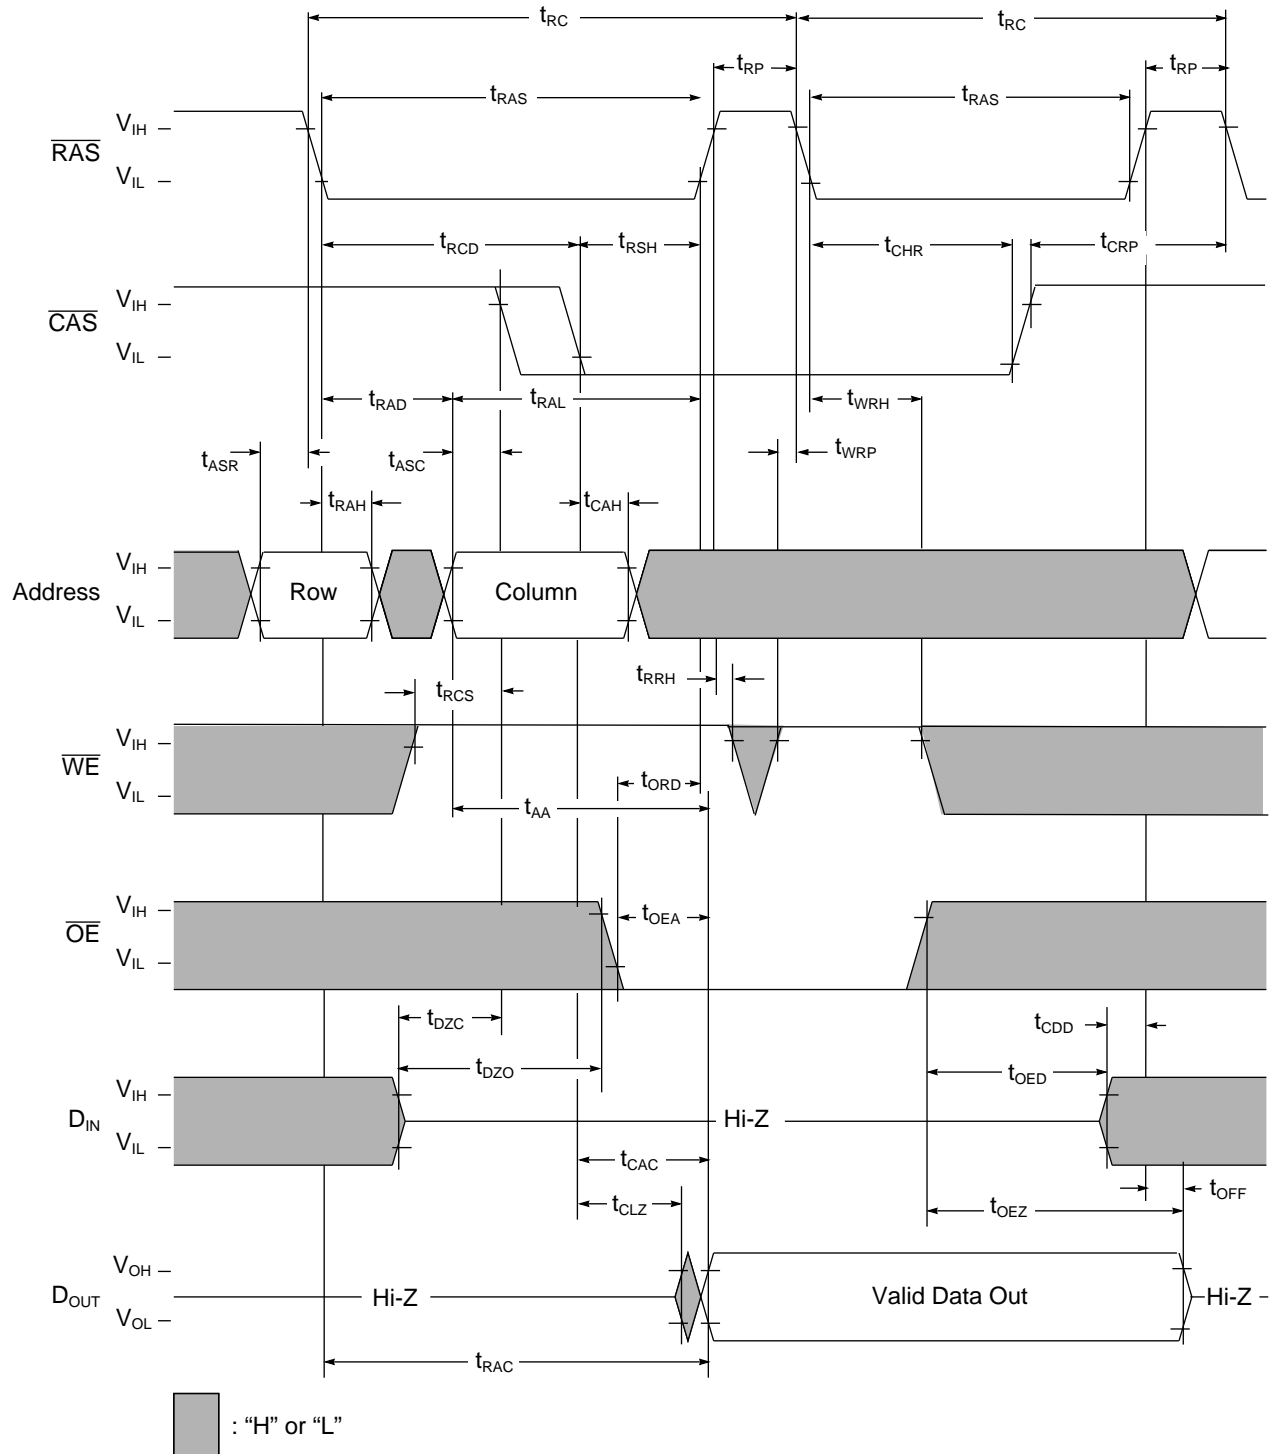 tRC tRC
tRP tRP
tRAS tRAS
RAS VIH
VIL
tRCD tRSH tCHR tCRP
CAS VIH
VIL
tRAD tRAL tWRH
tASR tASC tWRP
tRAH tCAH
Address VIH
VIL
Row Column
tRRH
tRCS
WE VIH
VIL
tORD
tAA
OE VIH
VIL
tOEA
tDZC tCDD
tDZO tOED
DIN VIH
VIL
Hi-Z
tCAC
tCLZ tOEZ tOFF
DOUT VOH
VOL
Hi-Z Valid Data Out Hi-Z
tRAC
: “H” or “L”